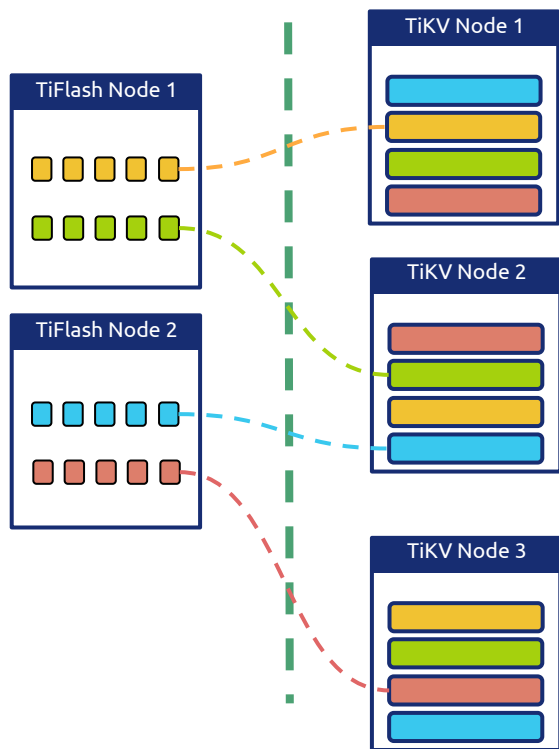 TiKV Node 1
TiFlash Node 1
TiKV Node 2
TiFlash Node 2
TiKV Node 3